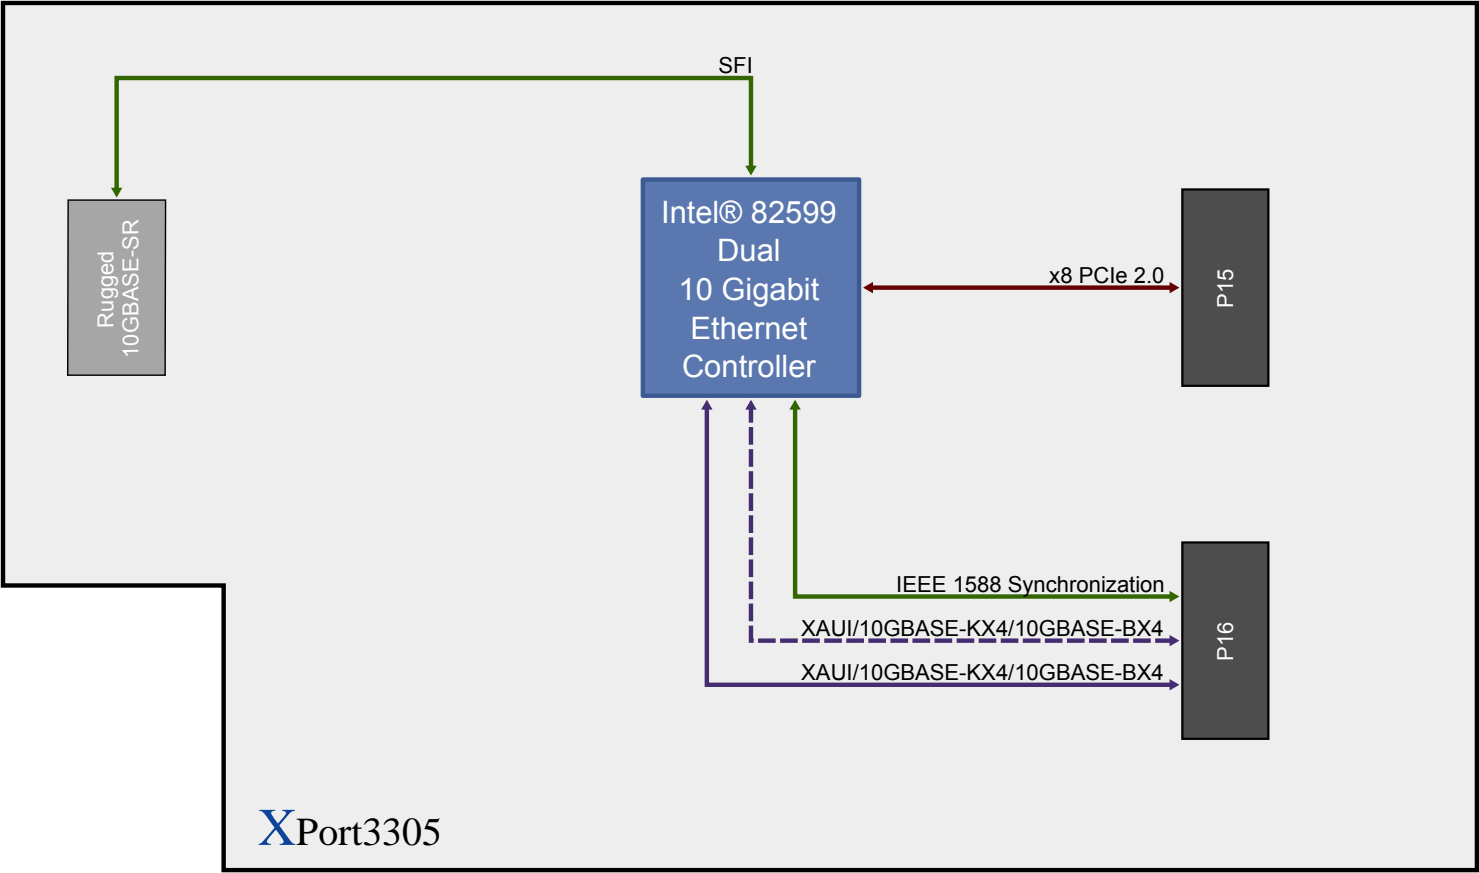 SFI
Rugged
10GBASE-SR
Intel® 82599
Dual
10 Gigabit
Ethernet
Controller
x8 PCIe 2.0
P15
IEEE 1588 Synchronization
XAUI/10GBASE-KX4/10GBASE-BX4
XAUI/10GBASE-KX4/10GBASE-BX4
P16
XPort3305